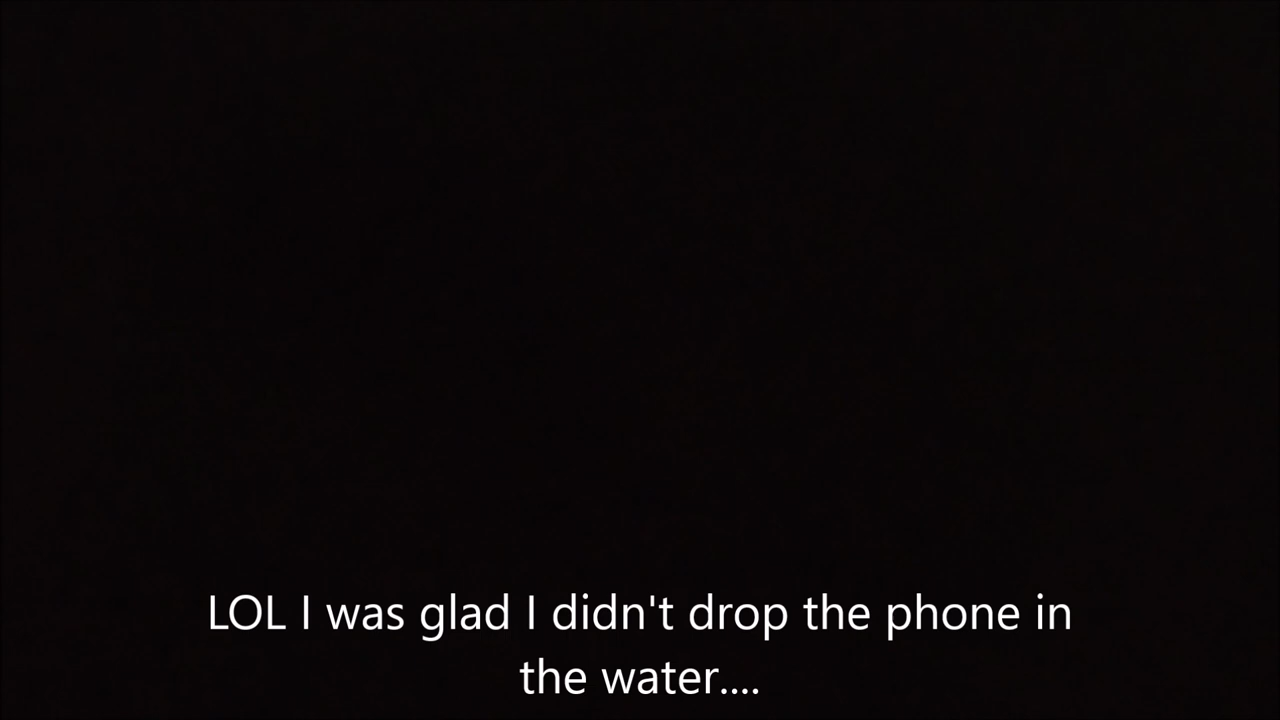 LOL I was glad I didn't drop the phone in
the water....